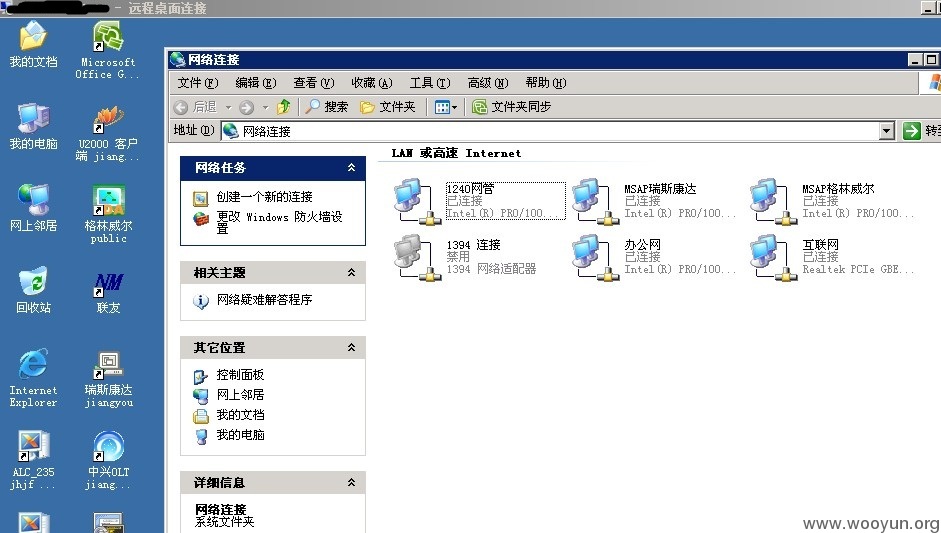 - 远程桌面连接
我的文档
Microsoft
Office G...
我的电脑
U2000 客户
端 jiang...
网上邻居
格林威尔
public
回收站
NM
联友
Internet
Explorer
瑞斯康达
jiangyou
ALC_235
jhjf ...
中兴OLT
jiang...
网络连接
文件(F) 编辑(E) 查看(V) 收藏(A) 工具(T) 高级(N) 帮助(H)
后退 搜索 文件夹 文件夹同步
地址(D) 网络连接 转到
网络任务
创建一个新的连接
更改 Windows 防火墙设
置
相关主题
网络疑难解答程序
其它位置
控制面板
网上邻居
我的文档
我的电脑
详细信息
网络连接
系统文件夹
LAN 或高速 Internet
1240网管
已连接
Intel(R) PRO/100...
MSAP瑞斯康达
已连接
Intel(R) PRO/100...
MSAP格林威尔
已连接
Intel(R) PRO/100...
1394 连接
禁用
1394 网络适配器
办公网
已连接
Intel(R) PRO/100...
互联网
已连接
Realtek PCIe GBE...
www.wooyun.org